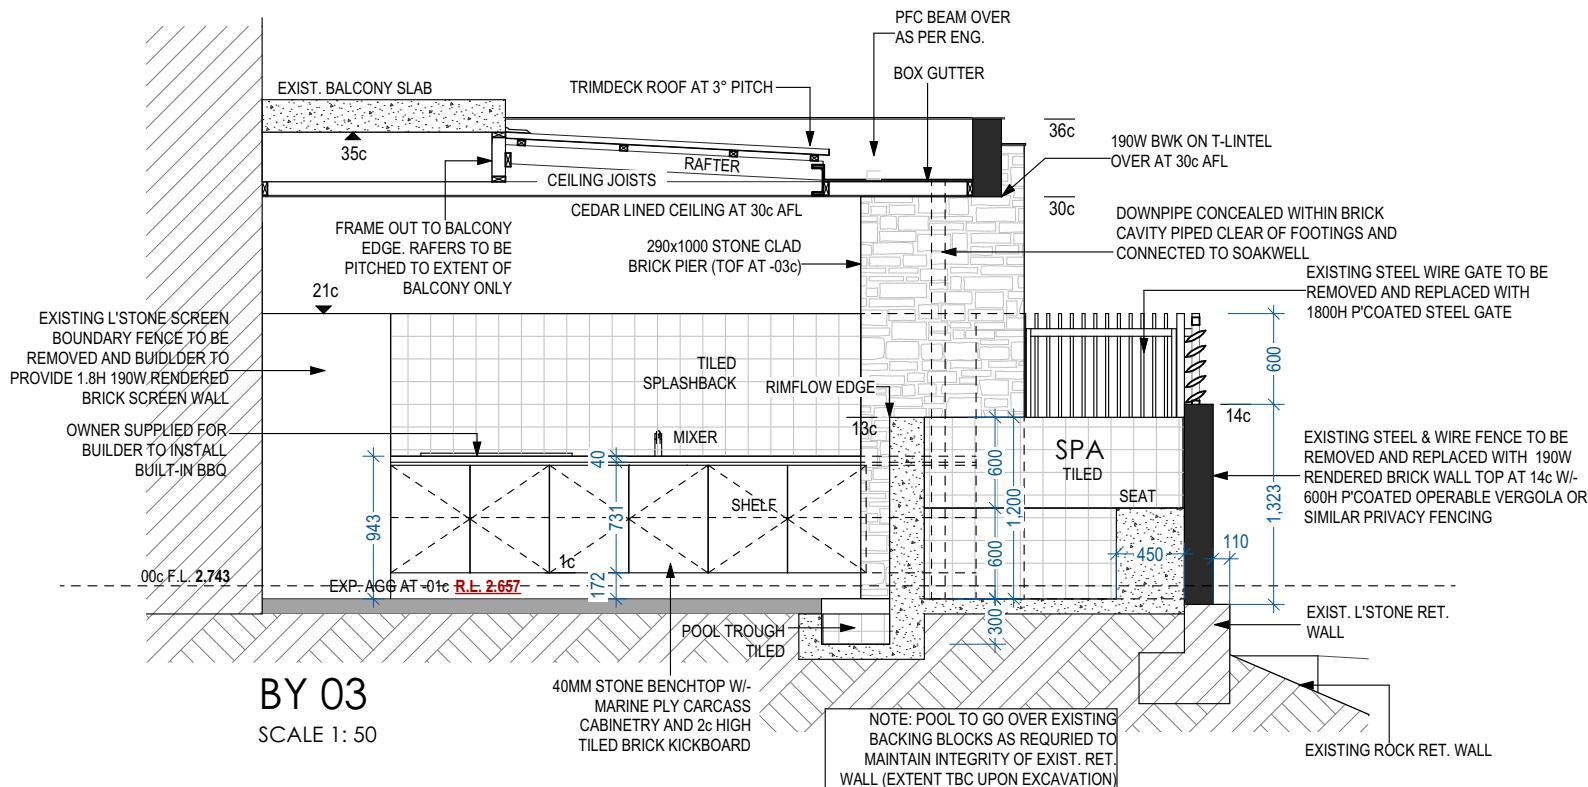 PFC BEAM OVER
AS PER ENG.
BOX GUTTER
EXIST. BALCONY SLAB
TRIMDECK ROOF AT 3° PITCH
36c
35c
190W BWK ON T-LINTEL
OVER AT 30c AFL
RAFTER
CEILING JOISTS
30c
CEDAR LINED CEILING AT 30c AFL
FRAME OUT TO BALCONY
EDGE. RAFERS TO BE
PITCHED TO EXTENT OF
BALCONY ONLY
290x1000 STONE CLAD
BRICK PIER (TOF AT -03c)
DOWNPIPE CONCEALED WITHIN BRICK
CAVITY PIPED CLEAR OF FOOTINGS AND
CONNECTED TO SOAKWELL
21c
EXISTING STEEL WIRE GATE TO BE
REMOVED AND REPLACED WITH
1800H P'COATED STEEL GATE
EXISTING L'STONE SCREEN
BOUNDARY FENCE TO BE
REMOVED AND BUIDLDER TO
PROVIDE 1.8H 190W RENDERED
BRICK SCREEN WALL
TILED
SPLASHBACK
RIMFLOW EDGE
600
14c
13c
OWNER SUPPLIED FOR
BUILDER TO INSTALL
BUILT-IN BBQ
MIXER
40
SPA
TILED
600
1,200
EXISTING STEEL & WIRE FENCE TO BE
REMOVED AND REPLACED WITH 190W
RENDERED BRICK WALL TOP AT 14c W/-
600H P'COATED OPERABLE VERGOLA OR
SIMILAR PRIVACY FENCING
943
731
SHELF
SEAT
1,323
1c
600
450
110
00c F.L. 2.743
EXP. AGG AT -01c R.L. 2.657
172
300
POOL TROUGH
TILED
EXIST. L'STONE RET.
WALL
BY 03
SCALE 1: 50
40MM STONE BENCHTOP W/-
MARINE PLY CARCASS
CABINETRY AND 2c HIGH
TILED BRICK KICKBOARD
NOTE: POOL TO GO OVER EXISTING
BACKING BLOCKS AS REQURIED TO
MAINTAIN INTEGRITY OF EXIST. RET.
WALL (EXTENT TBC UPON EXCAVATION)
EXISTING ROCK RET. WALL